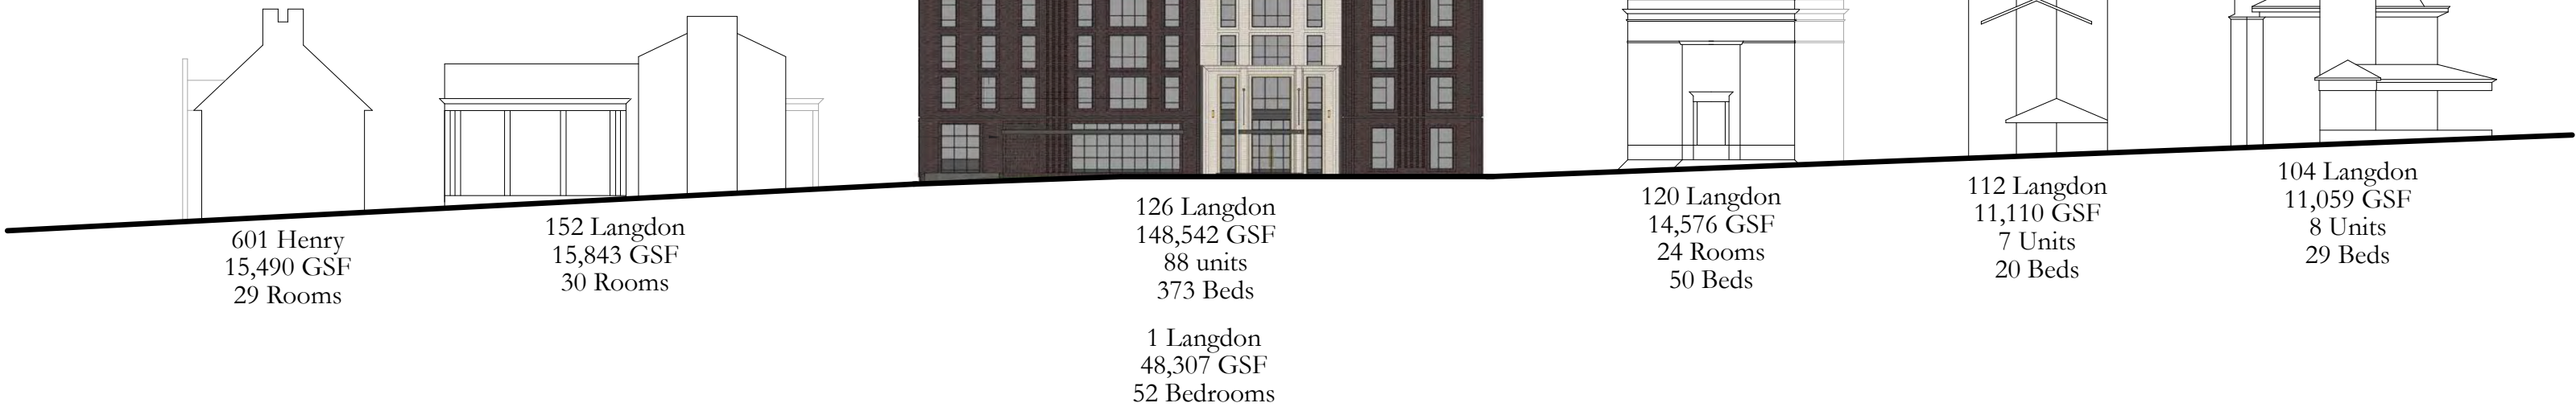 601 Henry
15,490 GSF
29 Rooms
152 Langdon
15,843 GSF
30 Rooms
126 Langdon
148,542 GSF
88 units
373 Beds
1 Langdon
48,307 GSF
52 Bedrooms
120 Langdon
14,576 GSF
24 Rooms
50 Beds
112 Langdon
11,110 GSF
7 Units
20 Beds
104 Langdon
11,059 GSF
8 Units
29 Beds